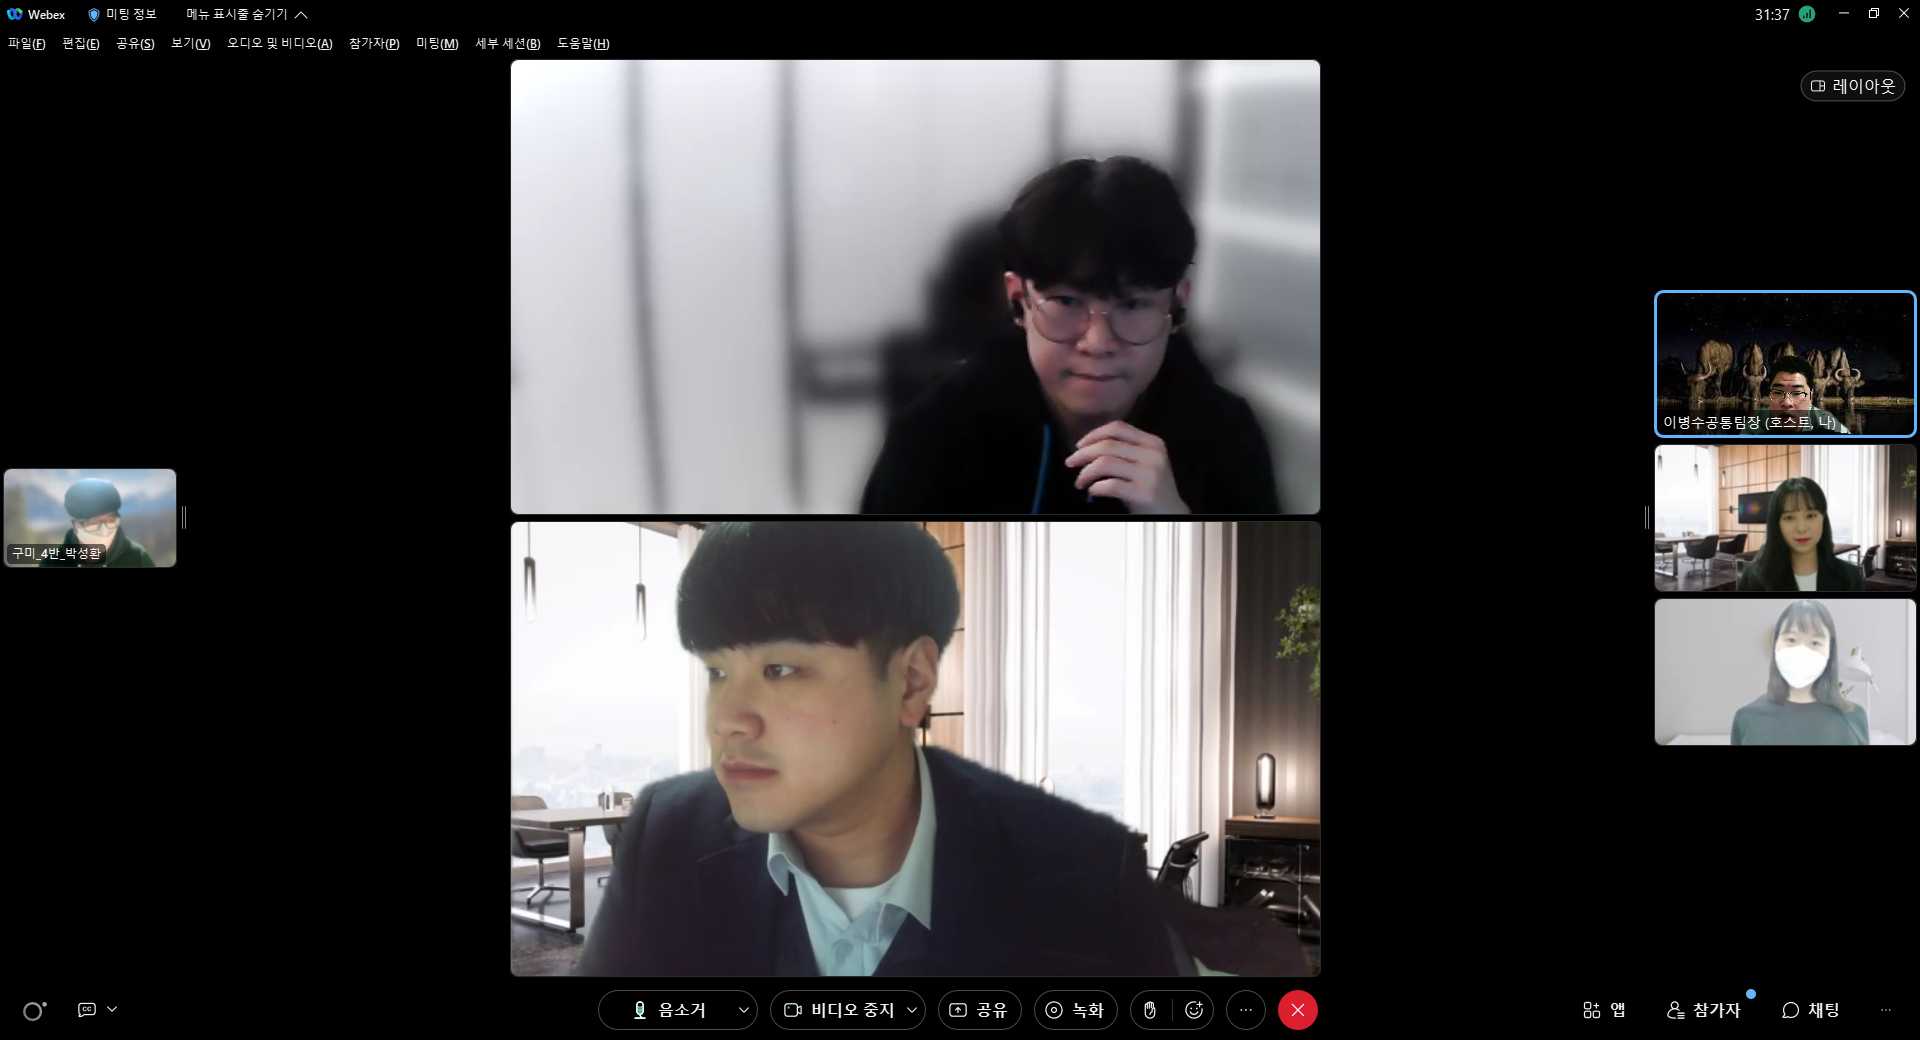 Webex 미팅 정보 메뉴 표시줄 숨기기 31:37
파일(F) 편집(E) 공유(S) 보기(V) 오디오 및 비디오(A) 참가자(P) 미팅(M) 세부 세션(B) 도움말(H)
레이아웃
이병수공통팀장 (호스트, 나)
구미_4반_박성환
CC 음소거 비디오 중지 공유 녹화 앱 참가자 채팅